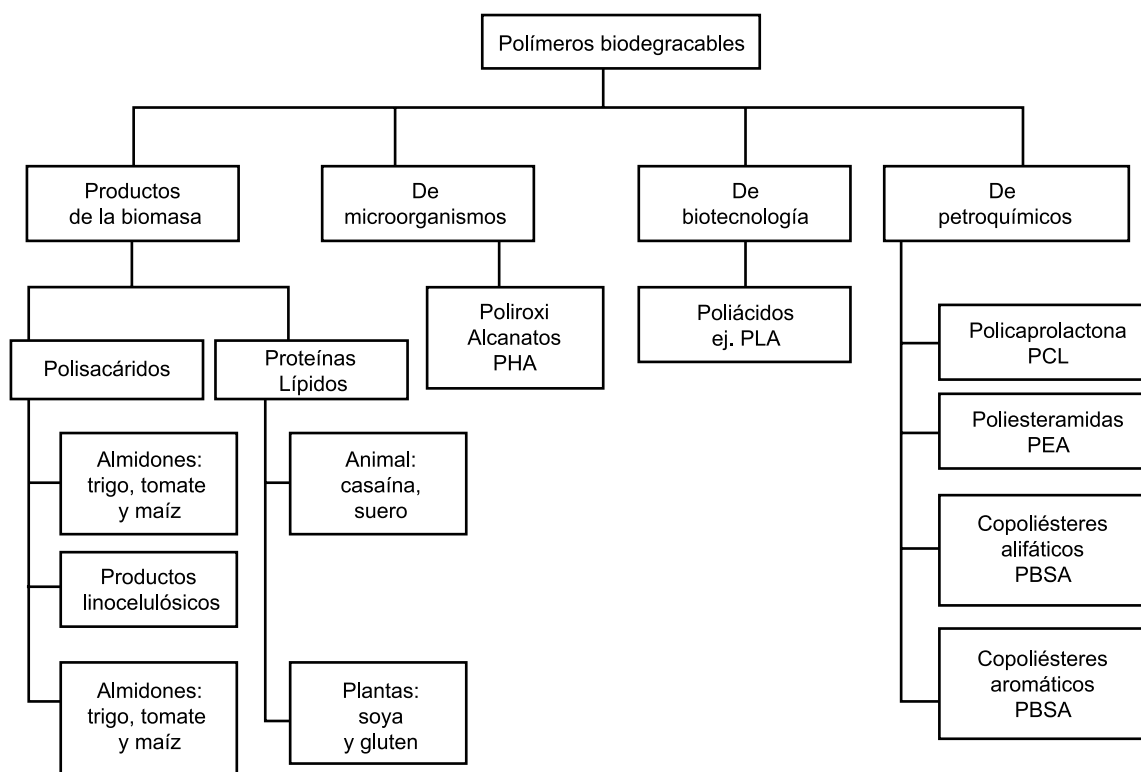 Polímeros biodegracables
Productos
de la biomasa
De
microorganismos
De
biotecnología
De
petroquímicos
Polisacáridos
Proteínas
Lípidos
Poliroxi
Alcanatos
PHA
Poliácidos
ej. PLA
Policaprolactona
PCL
Poliesteramidas
PEA
Copoliésteres
alifáticos
PBSA
Copoliésteres
aromáticos
PBSA
Almidones:
trigo, tomate
y maíz
Productos
linocelulósicos
Almidones:
trigo, tomate
y maíz
Animal:
casaína,
suero
Plantas:
soya
y gluten